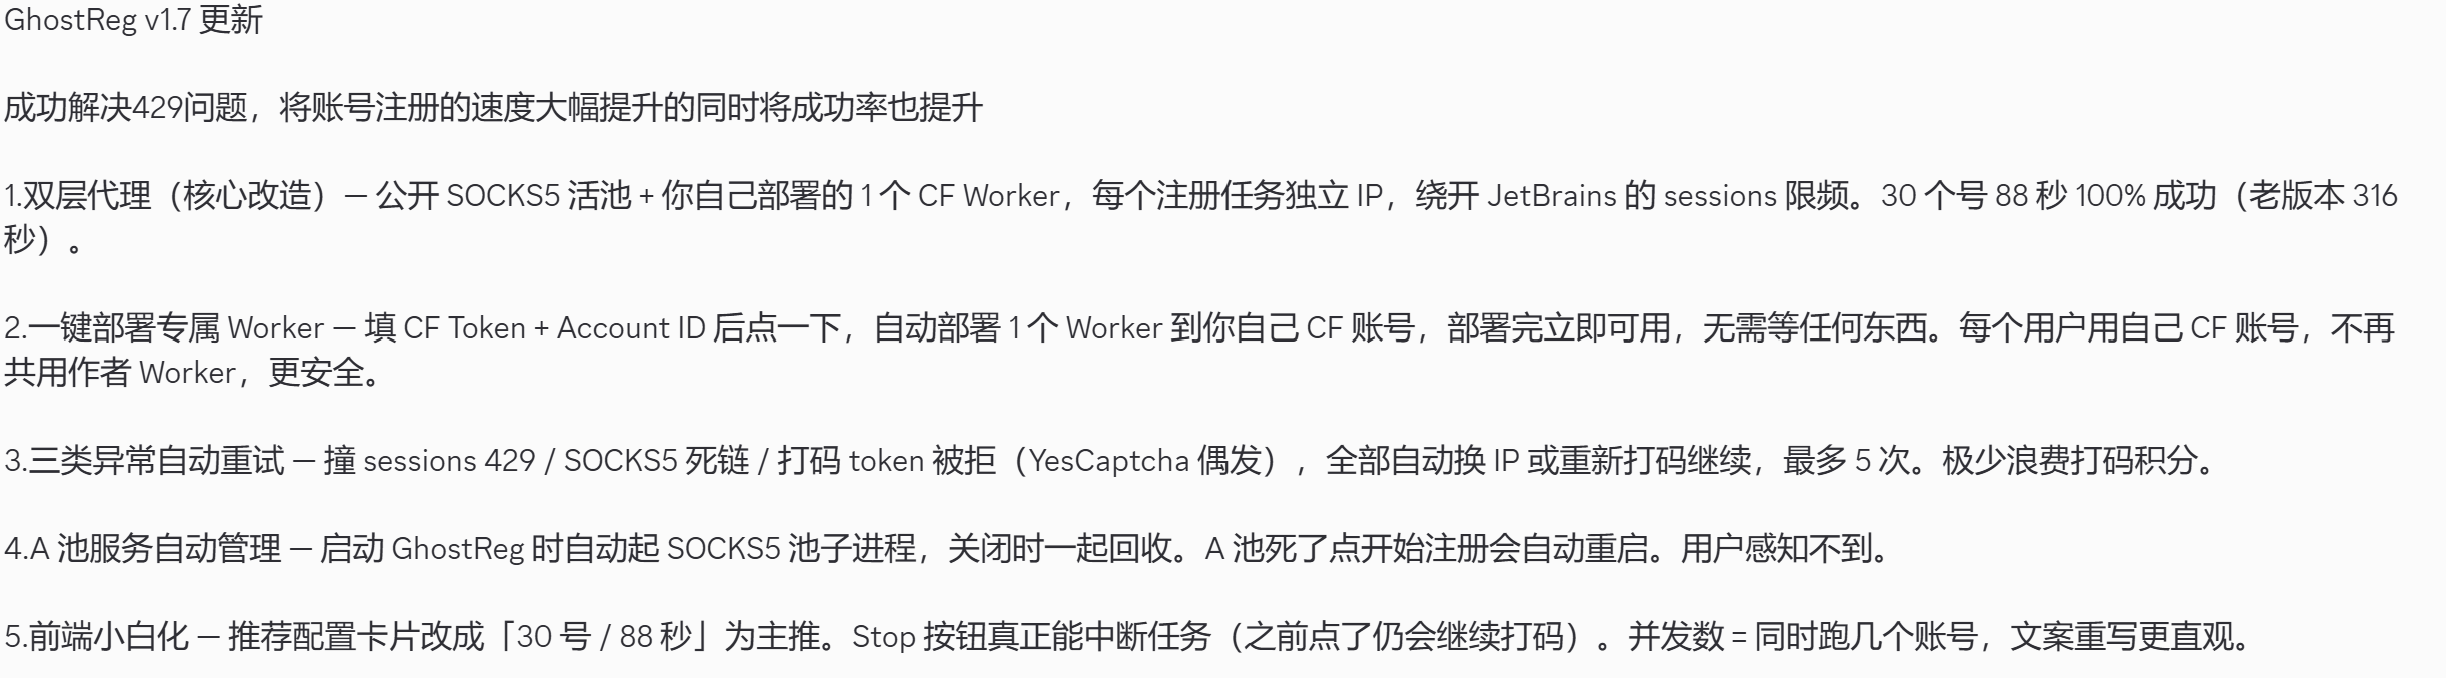 GhostReg v1.7 更新
成功解决429问题，将账号注册的速度大幅提升的同时将成功率也提升
1.双层代理（核心改造）— 公开 SOCKS5 活池 + 你自己部署的 1 个 CF Worker，每个注册任务独立 IP，绕开 JetBrains 的 sessions 限频。30 个号 88 秒 100% 成功（老版本 316
秒）。
2.一键部署专属 Worker — 填 CF Token + Account ID 后点一下，自动部署 1 个 Worker 到你自己 CF 账号，部署完立即可用，无需等任何东西。每个用户用自己 CF 账号，不再
共用作者 Worker，更安全。
3.三类异常自动重试 — 撞 sessions 429 / SOCKS5 死链 / 打码 token 被拒（YesCaptcha 偶发），全部自动换 IP 或重新打码继续，最多 5 次。极少浪费打码积分。
4.A 池服务自动管理 — 启动 GhostReg 时自动起 SOCKS5 池子进程，关闭时一起回收。A 池死了点开始注册会自动重启。用户感知不到。
5.前端小白化 — 推荐配置卡片改成「30 号 / 88 秒」为主推。Stop 按钮真正能中断任务（之前点了仍会继续打码）。并发数 = 同时跑几个账号，文案重写更直观。